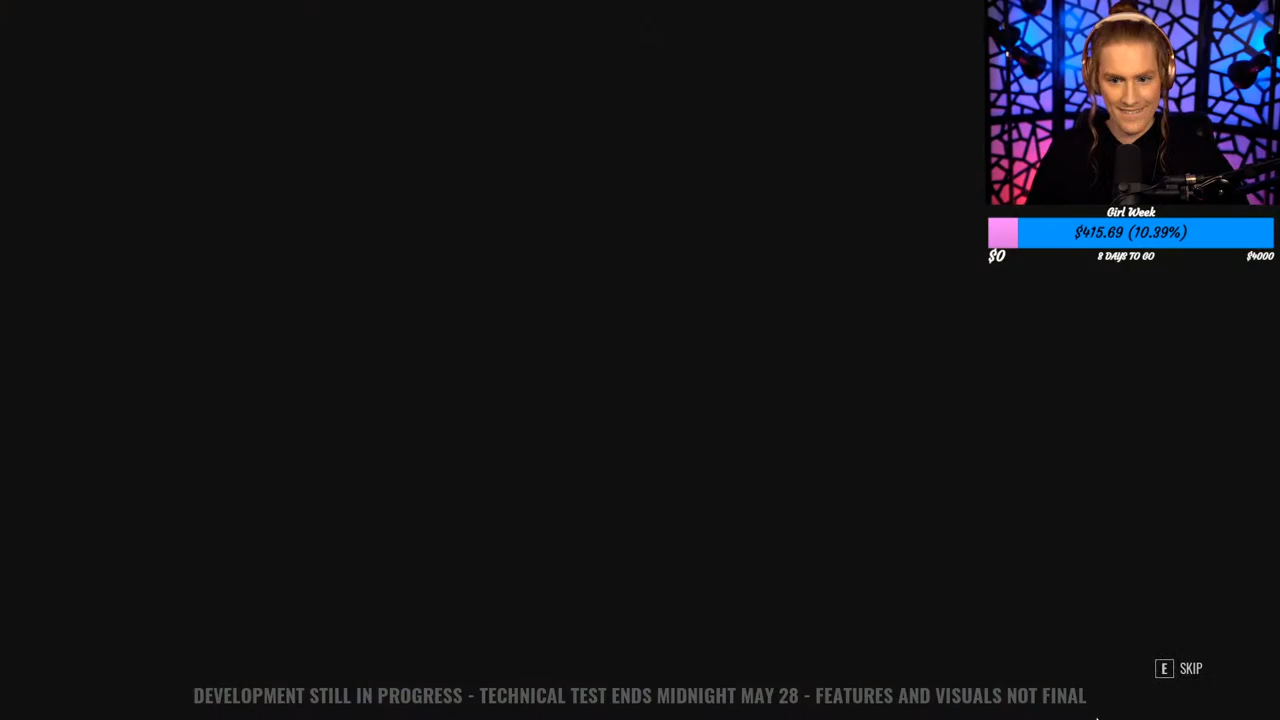 Girl Week
$415.69 (10.39%)
$0
8 DAYS TO GO
$4000
E SKIP
DEVELOPMENT STILL IN PROGRESS - TECHNICAL TEST ENDS MIDNIGHT MAY 28 - FEATURES AND VISUALS NOT FINAL